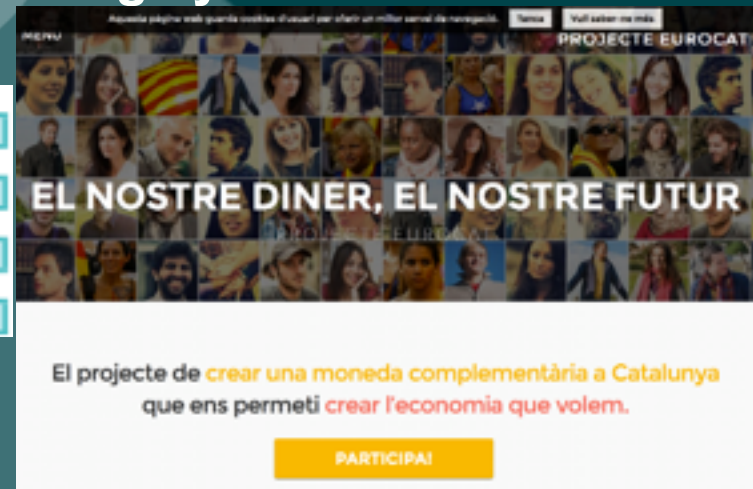 Aquesta pàgina web guarda cookies d'usuari per oferir un millor servei de navegació. Tanca Vull saber-ne més
MENU
PROJECTE EUROCAT
EL NOSTRE DINER, EL NOSTRE FUTUR
PROJECTE EUROCAT
El projecte de crear una moneda complementària a Catalunya
que ens permeti crear l'economia que volem.
PARTICIPA!